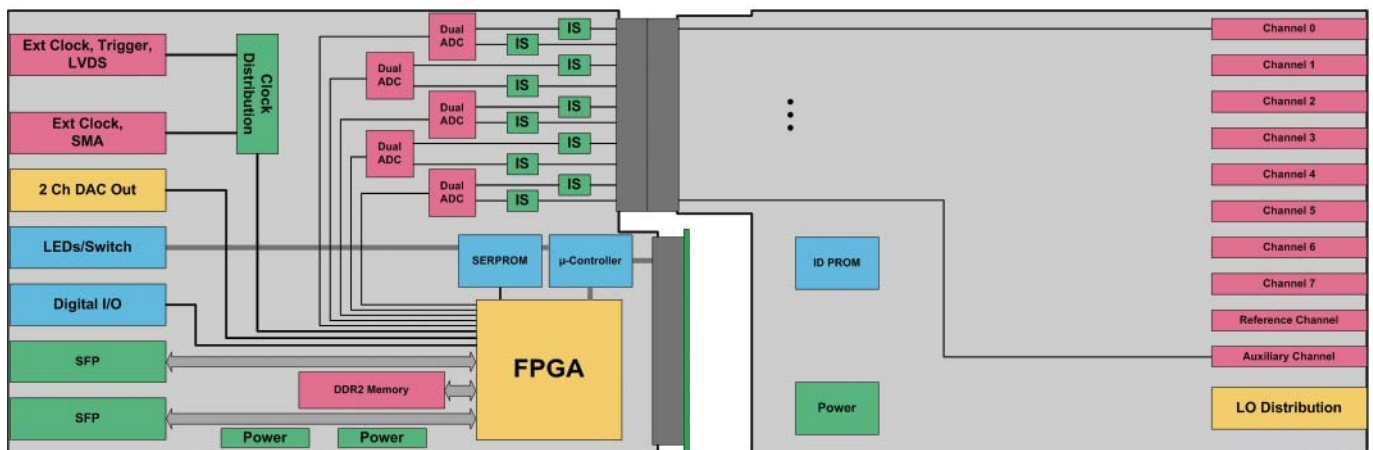 Ext Clock, Trigger,
LVDS
Ext Clock,
SMA
2 Ch DAC Out
LEDs/Switch
Digital I/O
SFP
SFP
Clock
Distribution
Dual
ADC
Dual
ADC
Dual
ADC
Dual
ADC
Dual
ADC
IS
IS
IS
IS
IS
IS
IS
IS
IS
IS
SERPROM
µ-Controller
FPGA
DDR2 Memory
Power
Power
ID PROM
Power
Channel 0
Channel 1
Channel 2
Channel 3
Channel 4
Channel 5
Channel 6
Channel 7
Reference Channel
Auxiliary Channel
LO Distribution